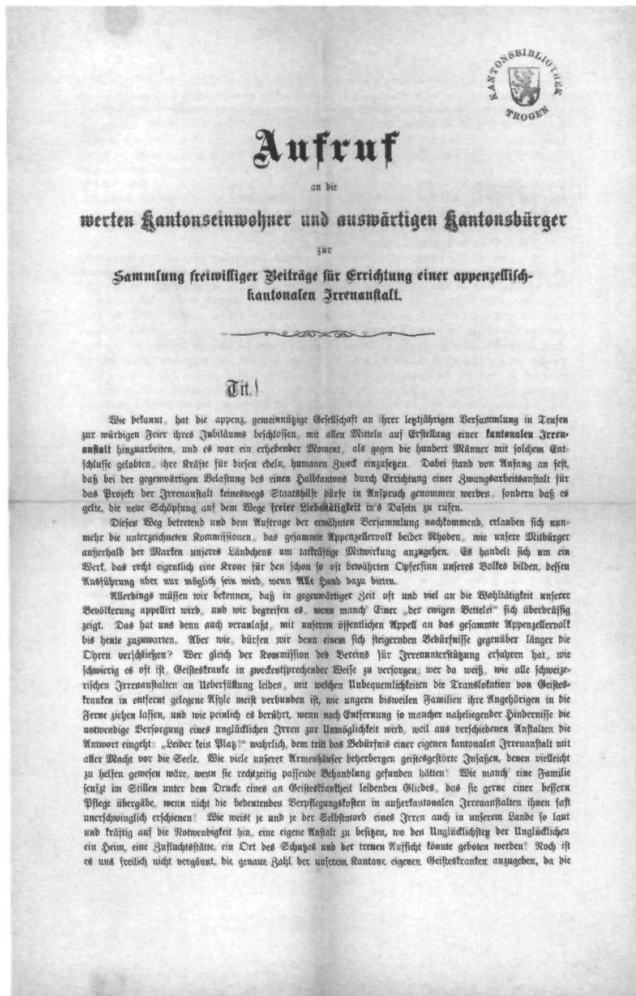 KANTONSBIBLIOTHEK
TROGEN
Aufruf
an die
werten Kantonseinwohner und auswärtigen Kantonsbürger
zur
Sammlung freiwilliger Beiträge für Errichtung einer appenzellisch-
kantonalen Irrenanstalt.
Tit.!
Wie bekannt, hat die appenz. gemeinnützige Gesellschaft an ihrer letztjährigen Versammlung in Teufen
zur würdigen Feier ihres Jubiläums beschlossen, mit allen Mitteln auf Erstellung einer kantonalen Irren-
anstalt hinzuarbeiten, und es war ein erhebender Moment, als gegen die hundert Männer mit solchem Ent-
schlusse gelobten, ihre Kräfte für diesen edeln, humanen Zweck einzusetzen. Dabei stand von Anfang an fest,
daß bei der gegenwärtigen Belastung des einen Halbkantons durch Errichtung einer Zwangsarbeitsanstalt für
das Projekt der Irrenanstalt keineswegs Staatshilfe dürfe in Anspruch genommen werden, sondern daß es
gelte, die neue Schöpfung auf dem Wege freier Liebestätigkeit in's Dasein zu rufen.
Diesen Weg betretend und dem Auftrage der erwähnten Versammlung nachkommend, erlauben sich nun-
mehr die unterzeichneten Kommissionen, das gesammte Appenzellervolk beider Rhoden, wie unsere Mitbürger
außerhalb der Marken unseres Ländchens um tatkräftige Mitwirkung anzugehen. Es handelt sich um ein
Werk, das recht eigentlich eine Krone für den schon so oft bewährten Opfersinn unseres Volkes bilden, dessen
Ausführung aber nur möglich sein wird, wenn Alle Hand dazu bieten.
Allerdings müssen wir bekennen, daß in gegenwärtiger Zeit oft und viel an die Wohltätigkeit unserer
Bevölkerung appellirt wird, und wir begreifen es, wenn manch' Einer „der ewigen Bettelei" sich überdrüssig
zeigt. Das hat uns denn auch veranlaßt, mit unserem öffentlichen Appell an das gesammte Appenzellervolk
bis heute zuzuwarten. Aber wie, dürfen wir denn einem sich steigernden Bedürfnisse gegenüber länger die
Ohren verschließen? Wer gleich der Kommission des Vereins für Irrenunterstützung erfahren hat, wie
schwierig es oft ist, Geisteskranke in zweckentsprechender Weise zu versorgen; wer da weiß, wie alle schweize-
rischen Irrenanstalten an Ueberfüllung leiden, mit welchen Unbequemlichkeiten die Translokation von Geistes-
kranken in entfernt gelegene Asyle meist verbunden ist, wie ungern bisweilen Familien ihre Angehörigen in die
Ferne ziehen lassen, und wie peinlich es berührt, wenn nach Entfernung so mancher naheliegender Hindernisse die
notwendige Versorgung eines unglücklichen Irren zur Unmöglichkeit wird, weil aus verschiedenen Anstalten die
Antwort eingeht: „Leider kein Platz!" wahrlich, dem tritt das Bedürfnis einer eigenen kantonalen Irrenanstalt mit
aller Macht vor die Seele. Wie viele unserer Armenhäuser beherbergen geistesgestörte Insaßen, denen vielleicht
zu helfen gewesen wäre, wenn sie rechtzeitig passende Behandlung gefunden hätten! Wie manch' eine Familie
seufzt im Stillen unter dem Drucke eines an Geisteskrankheit leidenden Gliedes, das sie gerne einer bessern
Pflege übergäbe, wenn nicht die bedeutenden Verpflegungskosten in außerkantonalen Irrenanstalten ihnen fast
unerschwinglich erschienen! Wie weist je und je der Selbstmord eines Irren auch in unserem Lande so laut
und kräftig auf die Notwendigkeit hin, eine eigene Anstalt zu besitzen, wo den Unglücklichsten der Unglücklichen
ein Heim, eine Zufluchtsstätte, ein Ort des Schutzes und der treuen Aufsicht könnte geboten werden! Noch ist
es uns freilich nicht vergönnt, die genaue Zahl der unserem Kantone eigenen Geisteskranken anzugeben, da die